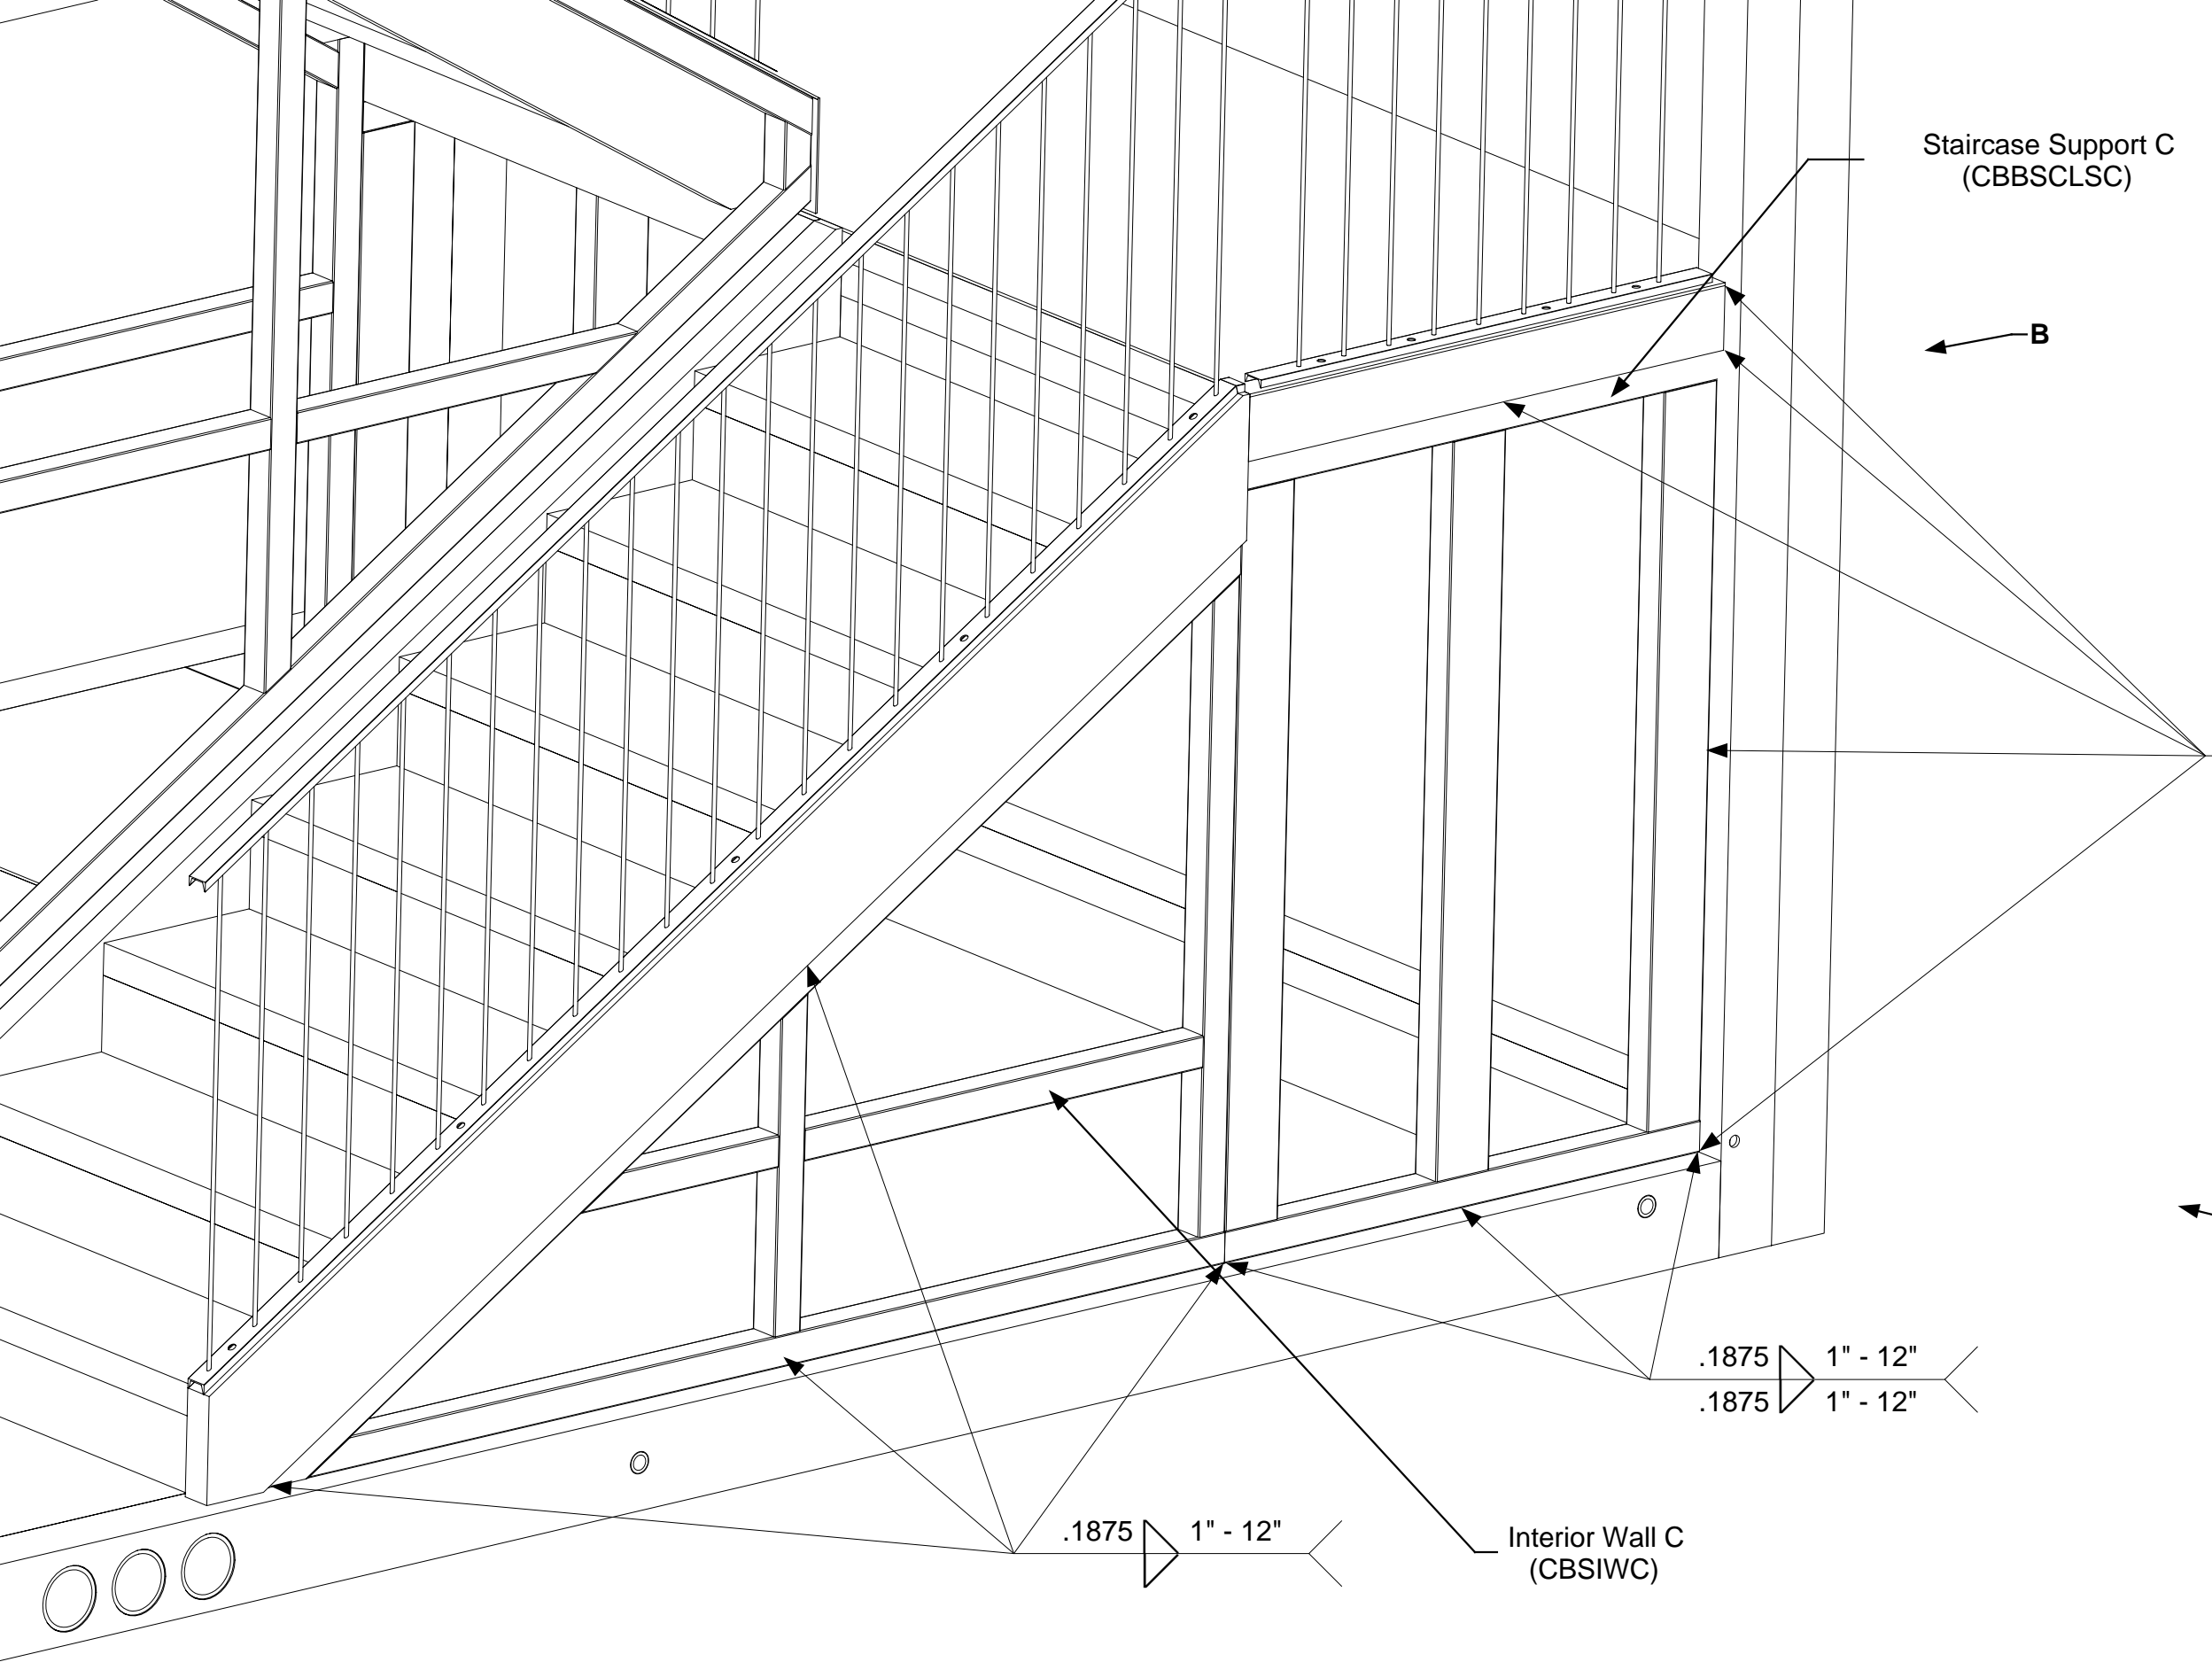 Staircase Support C
(CBBSCLSC)
B
.1875 1" - 12"
.1875 1" - 12"
.1875 1" - 12"
Interior Wall C
(CBSIWC)